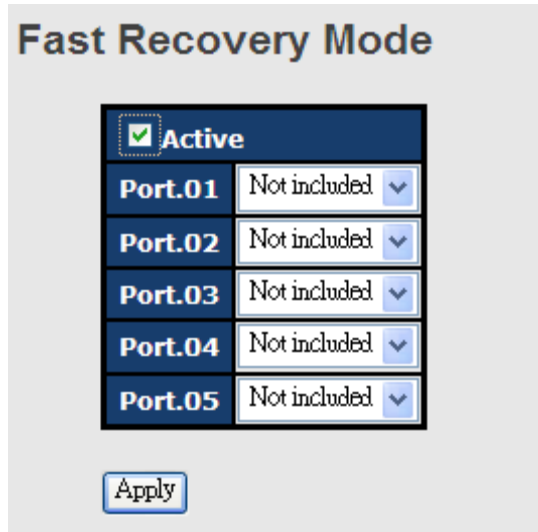 Fast Recovery Mode
Active
Port.01 Not included
Port.02 Not included
Port.03 Not included
Port.04 Not included
Port.05 Not included
Apply